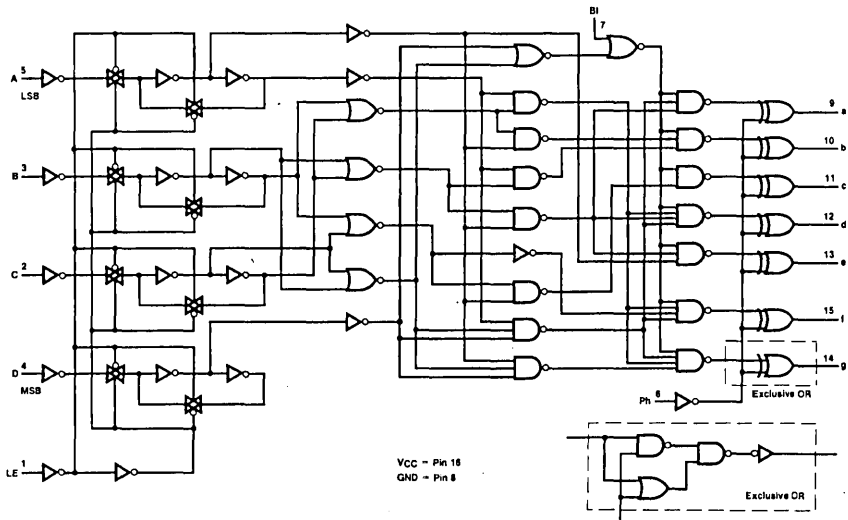 BI
7
A 5
LSB
9 a
10 b
B 3
11 c
12 d
C 2
13 e
15 f
D 4
MSB
14 g
Exclusive OR
Ph 6
LE 1
VCC = Pin 16
GND = Pin 8
Exclusive OR